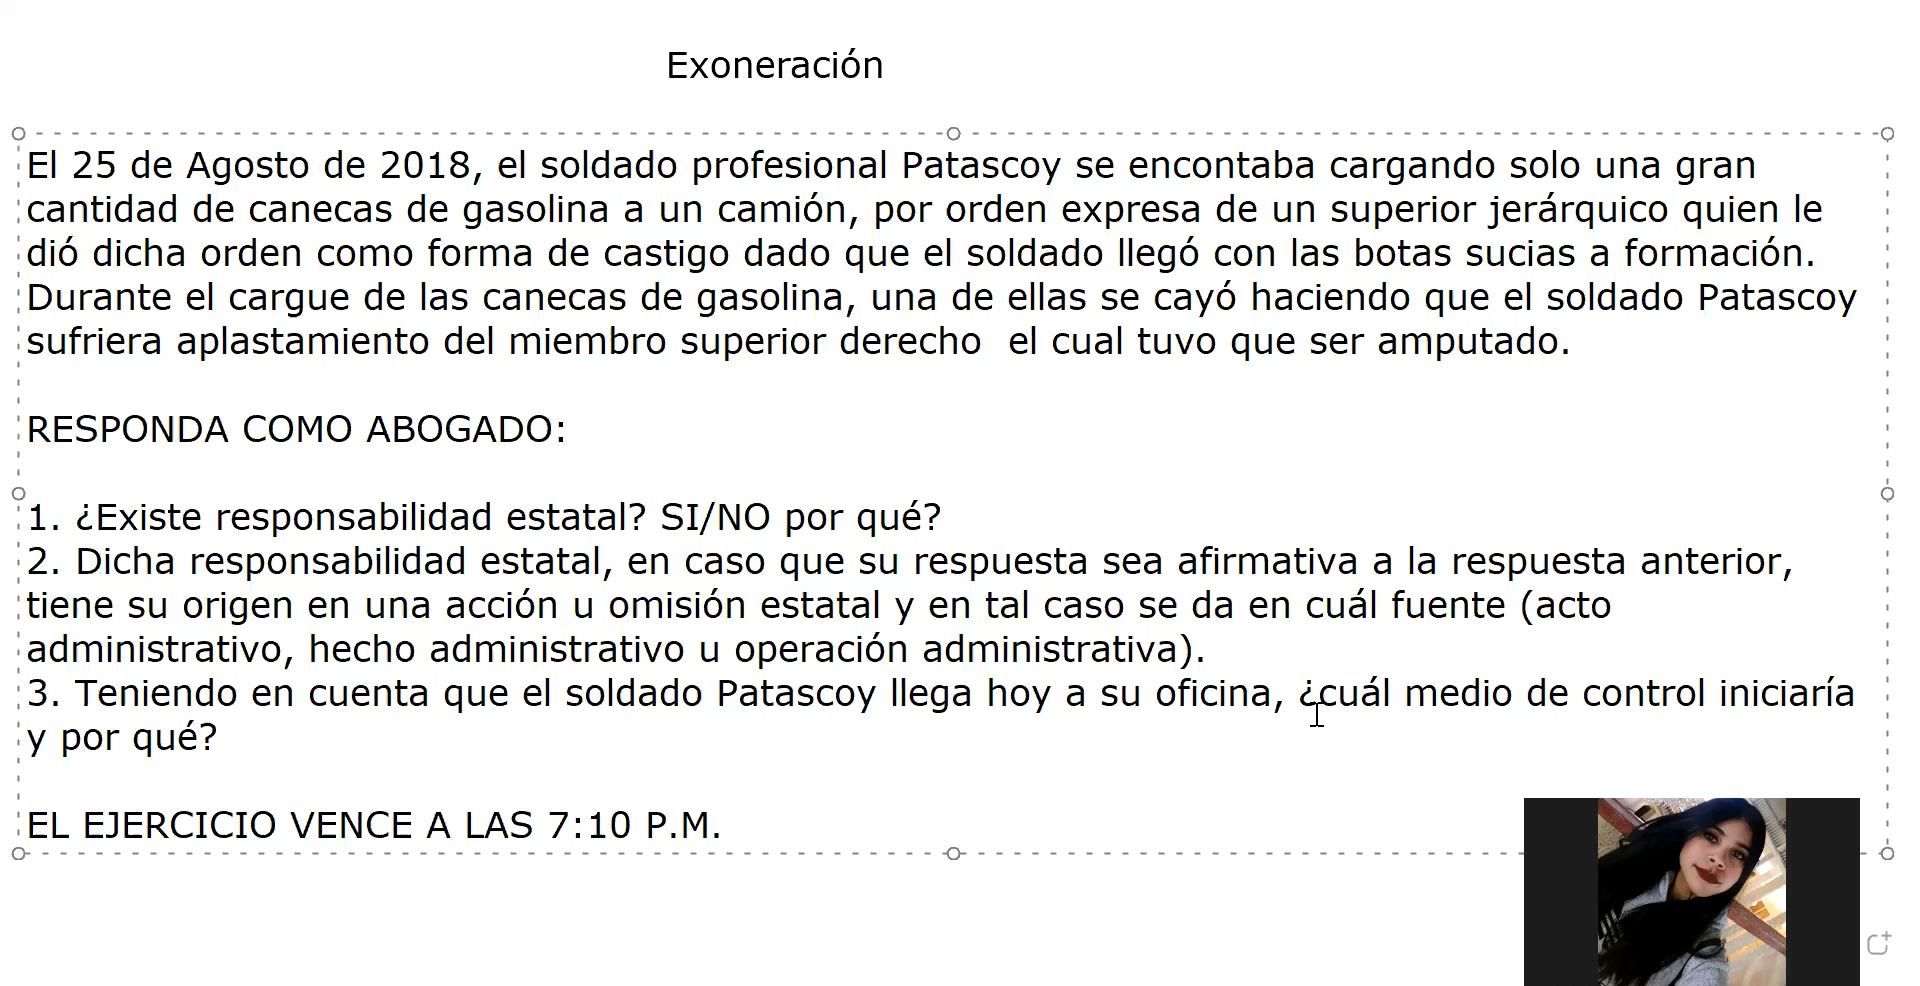 Exoneración
El 25 de Agosto de 2018, el soldado profesional Patascoy se encontaba cargando solo una gran
cantidad de canecas de gasolina a un camión, por orden expresa de un superior jerárquico quien le
dió dicha orden como forma de castigo dado que el soldado llegó con las botas sucias a formación.
Durante el cargue de las canecas de gasolina, una de ellas se cayó haciendo que el soldado Patascoy
sufriera aplastamiento del miembro superior derecho  el cual tuvo que ser amputado.
RESPONDA COMO ABOGADO:
1. ¿Existe responsabilidad estatal? SI/NO por qué?
2. Dicha responsabilidad estatal, en caso que su respuesta sea afirmativa a la respuesta anterior,
tiene su origen en una acción u omisión estatal y en tal caso se da en cuál fuente (acto
administrativo, hecho administrativo u operación administrativa).
3. Teniendo en cuenta que el soldado Patascoy llega hoy a su oficina, ¿cuál medio de control iniciaría
y por qué?
EL EJERCICIO VENCE A LAS 7:10 P.M.